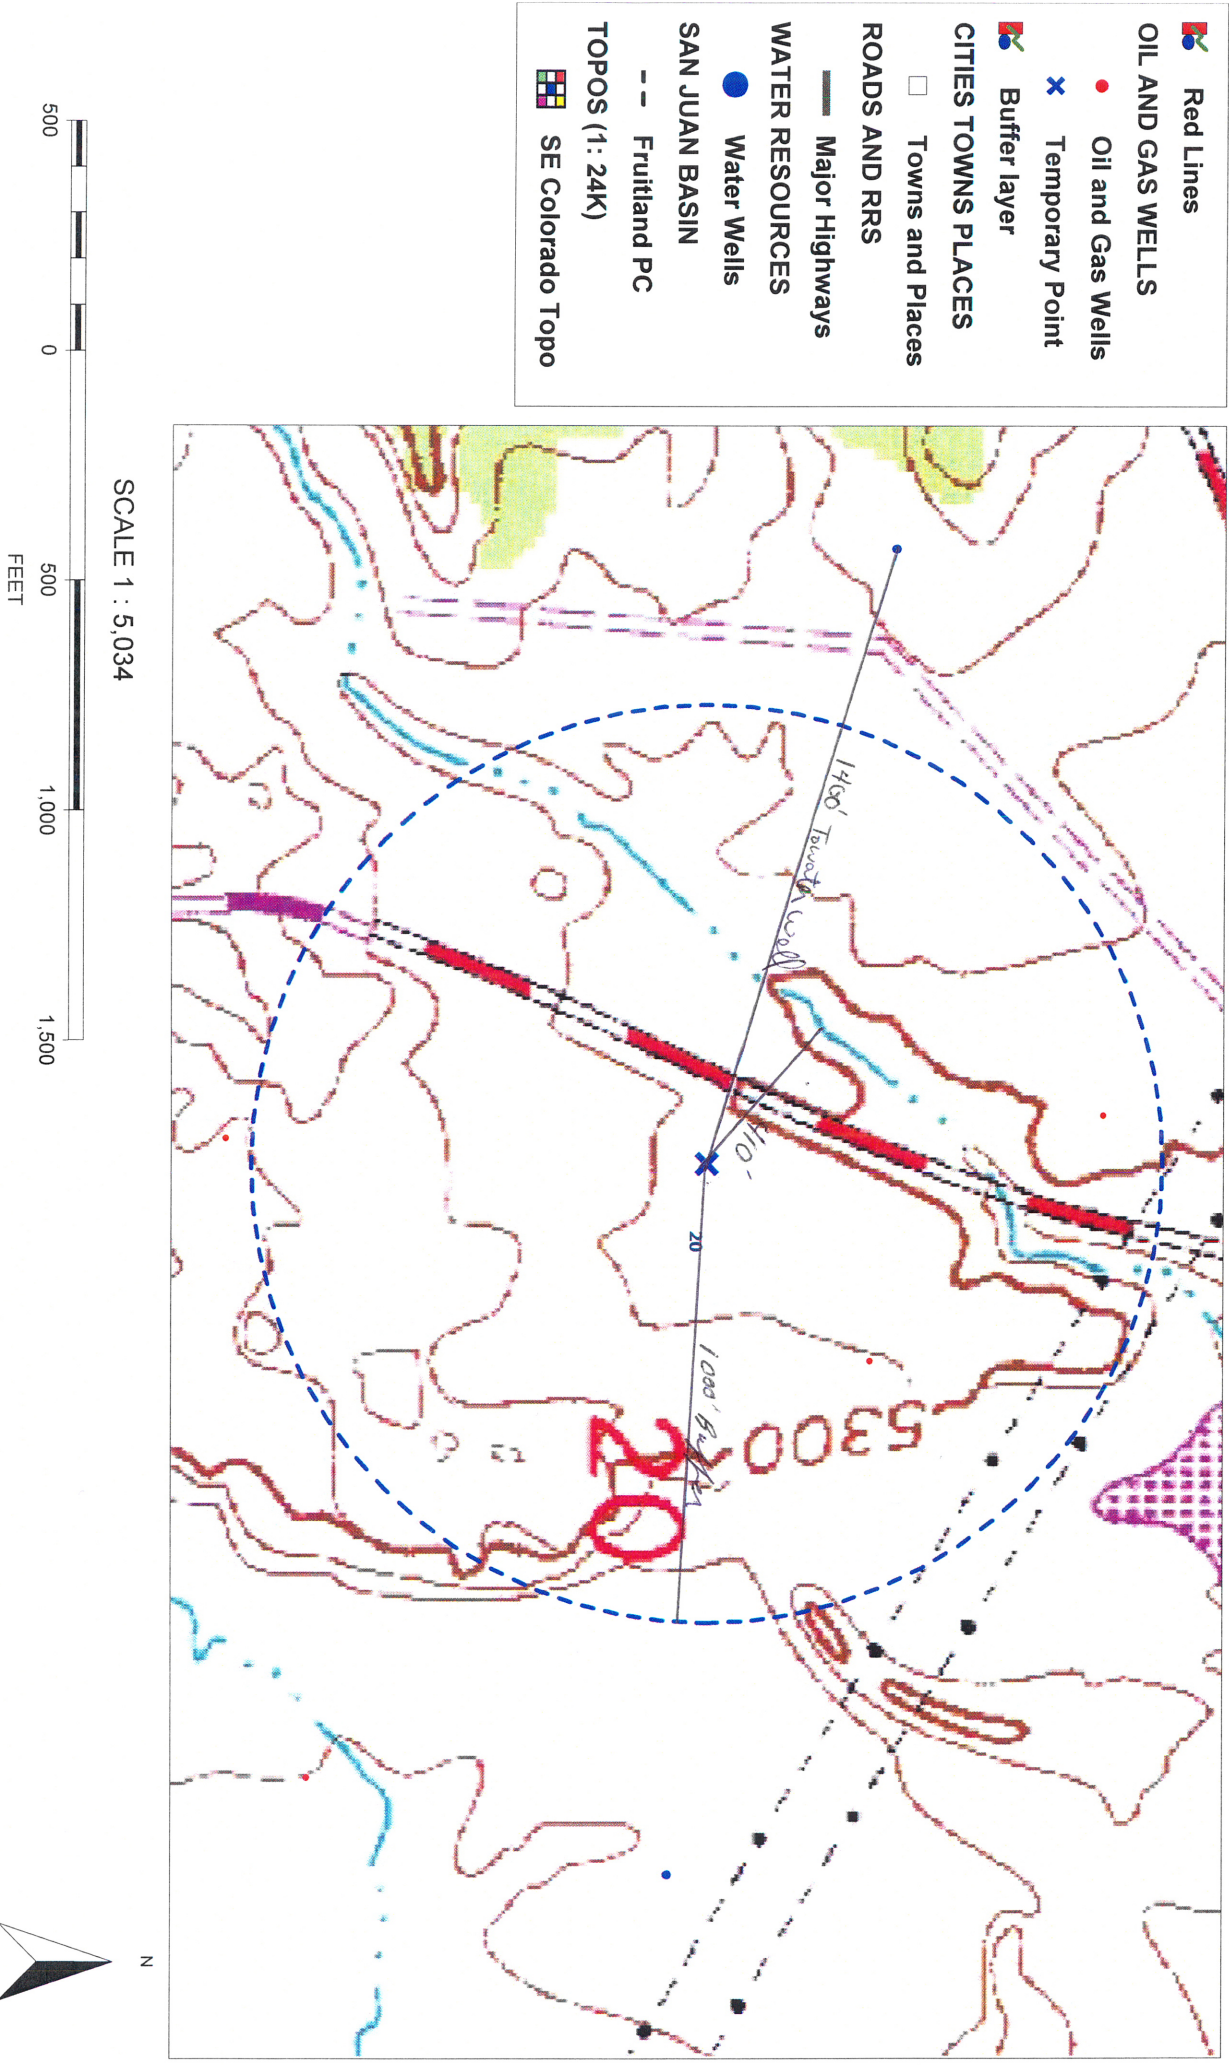 Red Lines
OIL AND GAS WELLS
Oil and Gas Wells
Temporary Point
Buffer layer
CITIES TOWNS PLACES
Towns and Places
ROADS AND RRS
Major Highways
WATER RESOURCES
Water Wells
SAN JUAN BASIN
Fruitland PC
TOPOS (1: 24K)
SE Colorado Topo
1400' To water well
410'
20
1000' Buffer
5300
20
SCALE 1 : 5,034
500 0 500 1,000 1,500
FEET
N